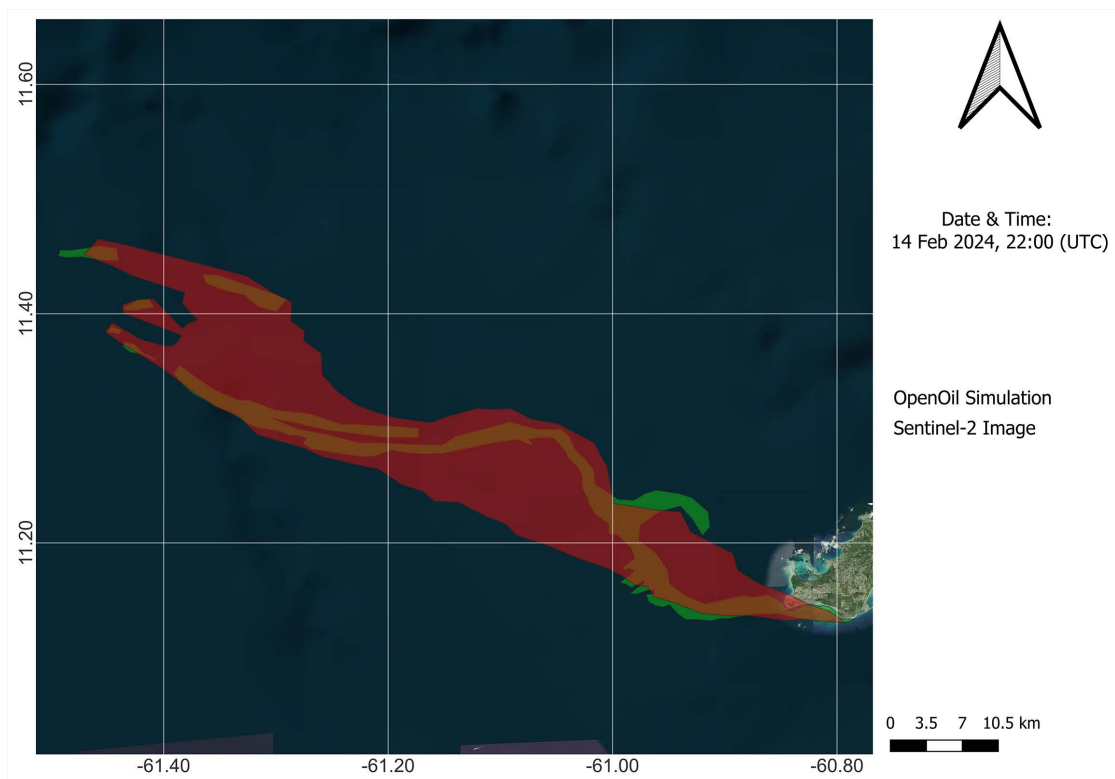 11.60
11.40
11.20
-61.40
-61.20
-61.00
-60.80
Date & Time:
14 Feb 2024, 22:00 (UTC)
OpenOil Simulation
Sentinel-2 Image
0 3.5 7 10.5 km